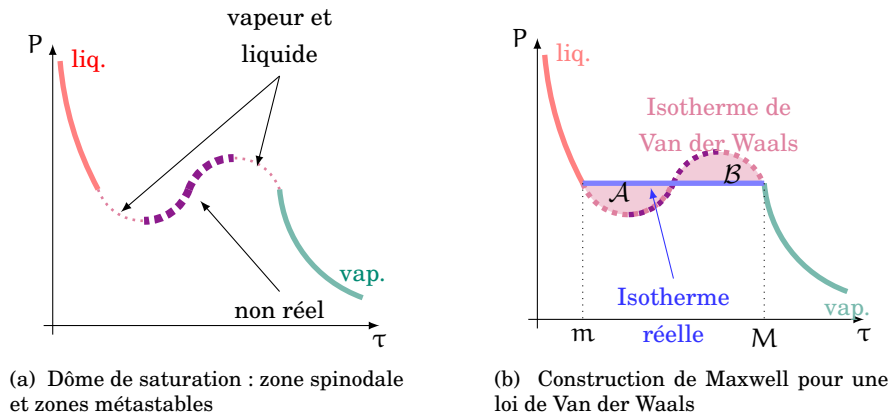 vapeur et
liquide
P
liq.
vap.
non réel
τ
(a) Dôme de saturation : zone spinodale
et zones métastables
P
liq.
Isotherme de
Van der Waals
𝒜
ℬ
Isotherme
réelle
vap.
m
M
τ
(b) Construction de Maxwell pour une
loi de Van der Waals